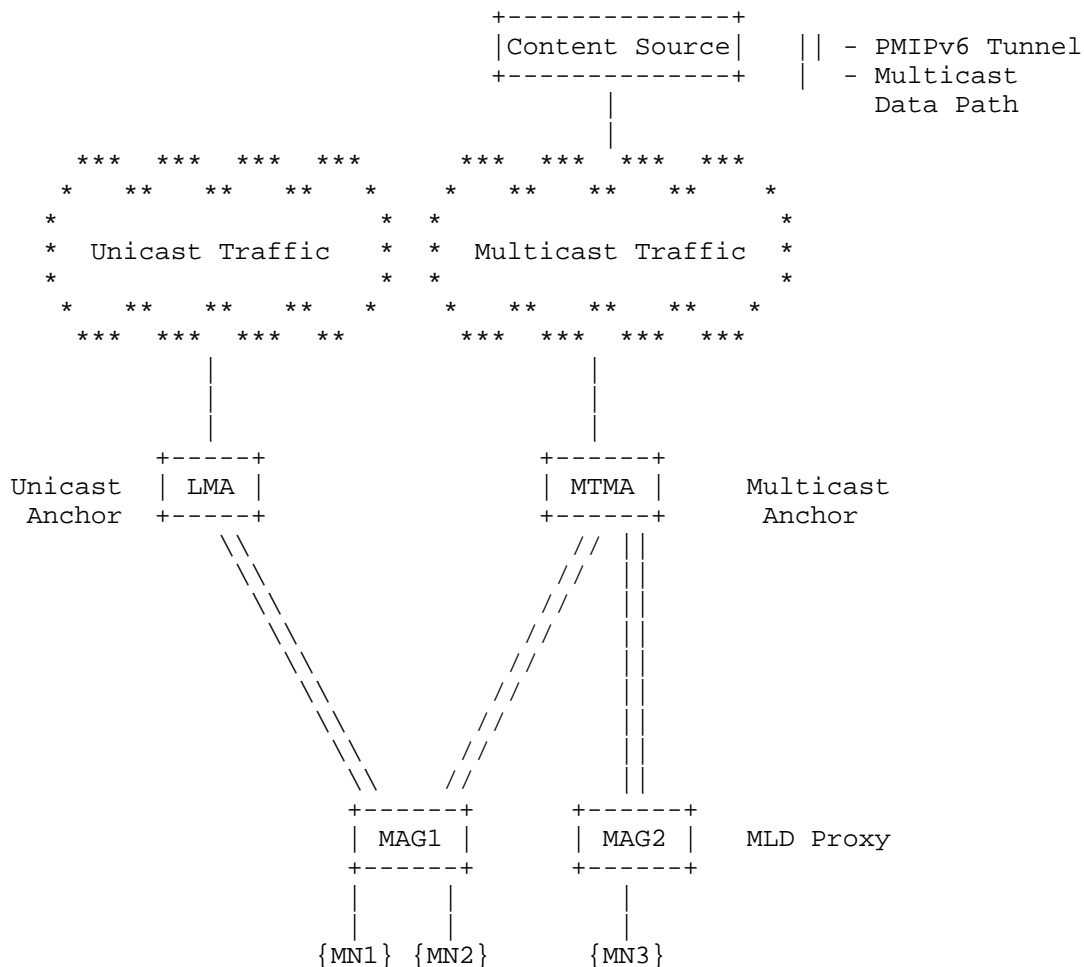 Content Source
|| - PMIPv6 Tunnel
| - Multicast
Data Path
Unicast Traffic
Multicast Traffic
Unicast
Anchor
LMA
MTMA
Multicast
Anchor
MAG1
MAG2
MLD Proxy
{MN1} {MN2} {MN3}